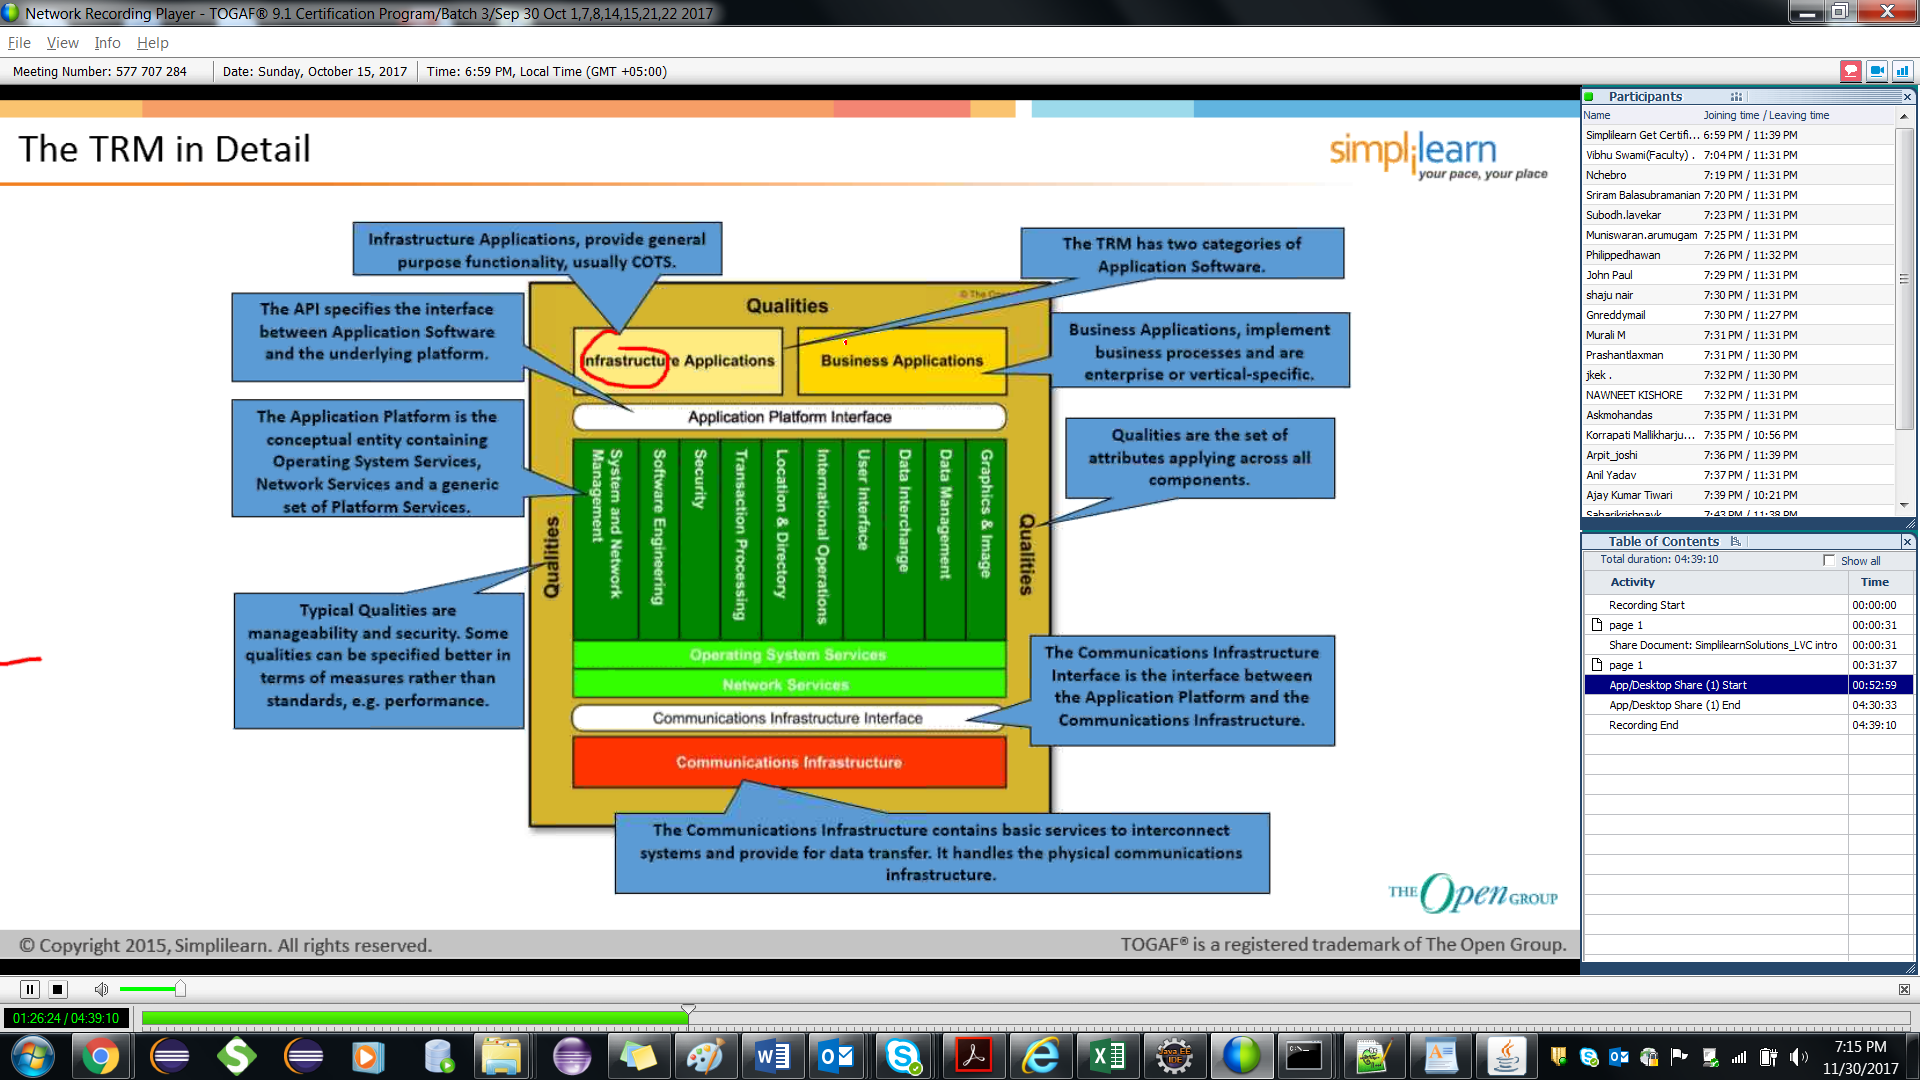 Network Recording Player - TOGAF® 9.1 Certification Program/Batch 3/Sep 30 Oct 1,7,8,14,15,21,22 2017
File View Info Help
Meeting Number: 577 707 284 Date: Sunday, October 15, 2017 Time: 6:59 PM, Local Time (GMT +05:00)
The TRM in Detail
simplilearn
your pace, your place
Infrastructure Applications, provide general
purpose functionality, usually COTS.
The TRM has two categories of
Application Software.
The API specifies the interface
between Application Software
and the underlying platform.
Qualities
© The
Infrastructure Applications
Business Applications
Business Applications, implement
business processes and are
enterprise or vertical-specific.
Application Platform Interface
The Application Platform is the
conceptual entity containing
Operating System Services,
Network Services and a generic
set of Platform Services.
Qualities are the set of
attributes applying across all
components.
System and Network
Management
Software Engineering
Security
Transaction Processing
Location & Directory
International Operations
User Interface
Data Interchange
Data Management
Graphics & Image
Qualities
Qualities
Typical Qualities are
manageability and security. Some
qualities can be specified better in
terms of measures rather than
standards, e.g. performance.
Operating System Services
Network Services
Communications Infrastructure Interface
The Communications Infrastructure
Interface is the interface between
the Application Platform and the
Communications Infrastructure.
Communications Infrastructure
The Communications Infrastructure contains basic services to interconnect
systems and provide for data transfer. It handles the physical communications
infrastructure.
THE Open GROUP
© Copyright 2015, Simplilearn. All rights reserved.
TOGAF® is a registered trademark of The Open Group.
Participants
Name Joining time / Leaving time
Simplilearn Get Certifi... 6:59 PM / 11:39 PM
Vibhu Swami(Faculty) . 7:04 PM / 11:31 PM
Nchebro 7:19 PM / 11:31 PM
Sriram Balasubramanian 7:20 PM / 11:31 PM
Subodh.lavekar 7:23 PM / 11:31 PM
Muniswaran.arumugam 7:25 PM / 11:31 PM
Philippedhawan 7:26 PM / 11:32 PM
John Paul 7:29 PM / 11:31 PM
shaju nair 7:30 PM / 11:31 PM
Gnreddymail 7:30 PM / 11:27 PM
Murali M 7:31 PM / 11:31 PM
Prashantlaxman 7:31 PM / 11:30 PM
jkek . 7:32 PM / 11:30 PM
NAWNEET KISHORE 7:32 PM / 11:31 PM
Askmohandas 7:35 PM / 11:31 PM
Korrapati Mallikharju... 7:35 PM / 10:56 PM
Arpit_joshi 7:36 PM / 11:39 PM
Anil Yadav 7:37 PM / 11:31 PM
Ajay Kumar Tiwari 7:39 PM / 10:21 PM
Saharikrishnayk 7:43 PM / 11:38 PM
Table of Contents
Total duration: 04:39:10 Show all
Activity Time
Recording Start 00:00:00
page 1 00:00:31
Share Document: SimplilearnSolutions_LVC intro 00:00:31
page 1 00:31:37
App/Desktop Share (1) Start 00:52:59
App/Desktop Share (1) End 04:30:33
Recording End 04:39:10
01:26:24 / 04:39:10
Java EE
IDE
7:15 PM
11/30/2017